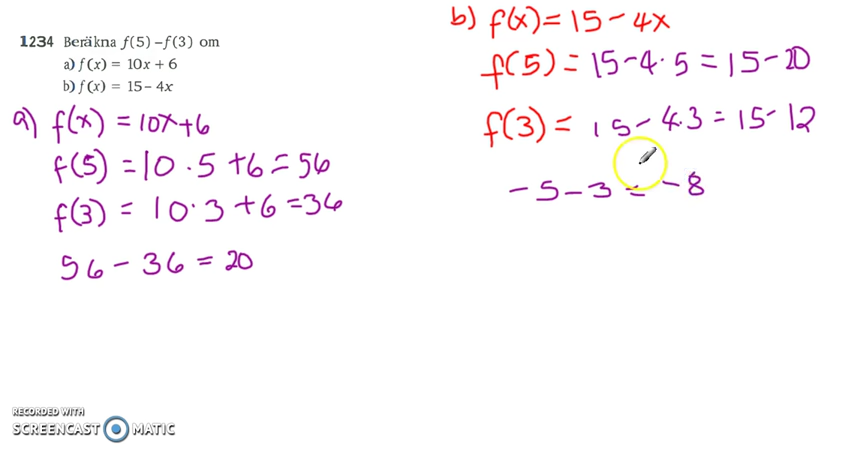 1234 Beräkna f(5) – f(3) om
a) f(x) = 10x + 6
b) f(x) = 15 – 4x
a) f(x) = 10x + 6
f(5) = 10 · 5 + 6 = 56
f(3) = 10 · 3 + 6 = 36
56 – 36 = 20
b) f(x) = 15 – 4x
f(5) = 15 – 4 · 5 = 15 – 20
f(3) = 15 – 4 · 3 = 15 – 12
– 5 – 3 = – 8
RECORDED WITH
SCREENCAST MATIC